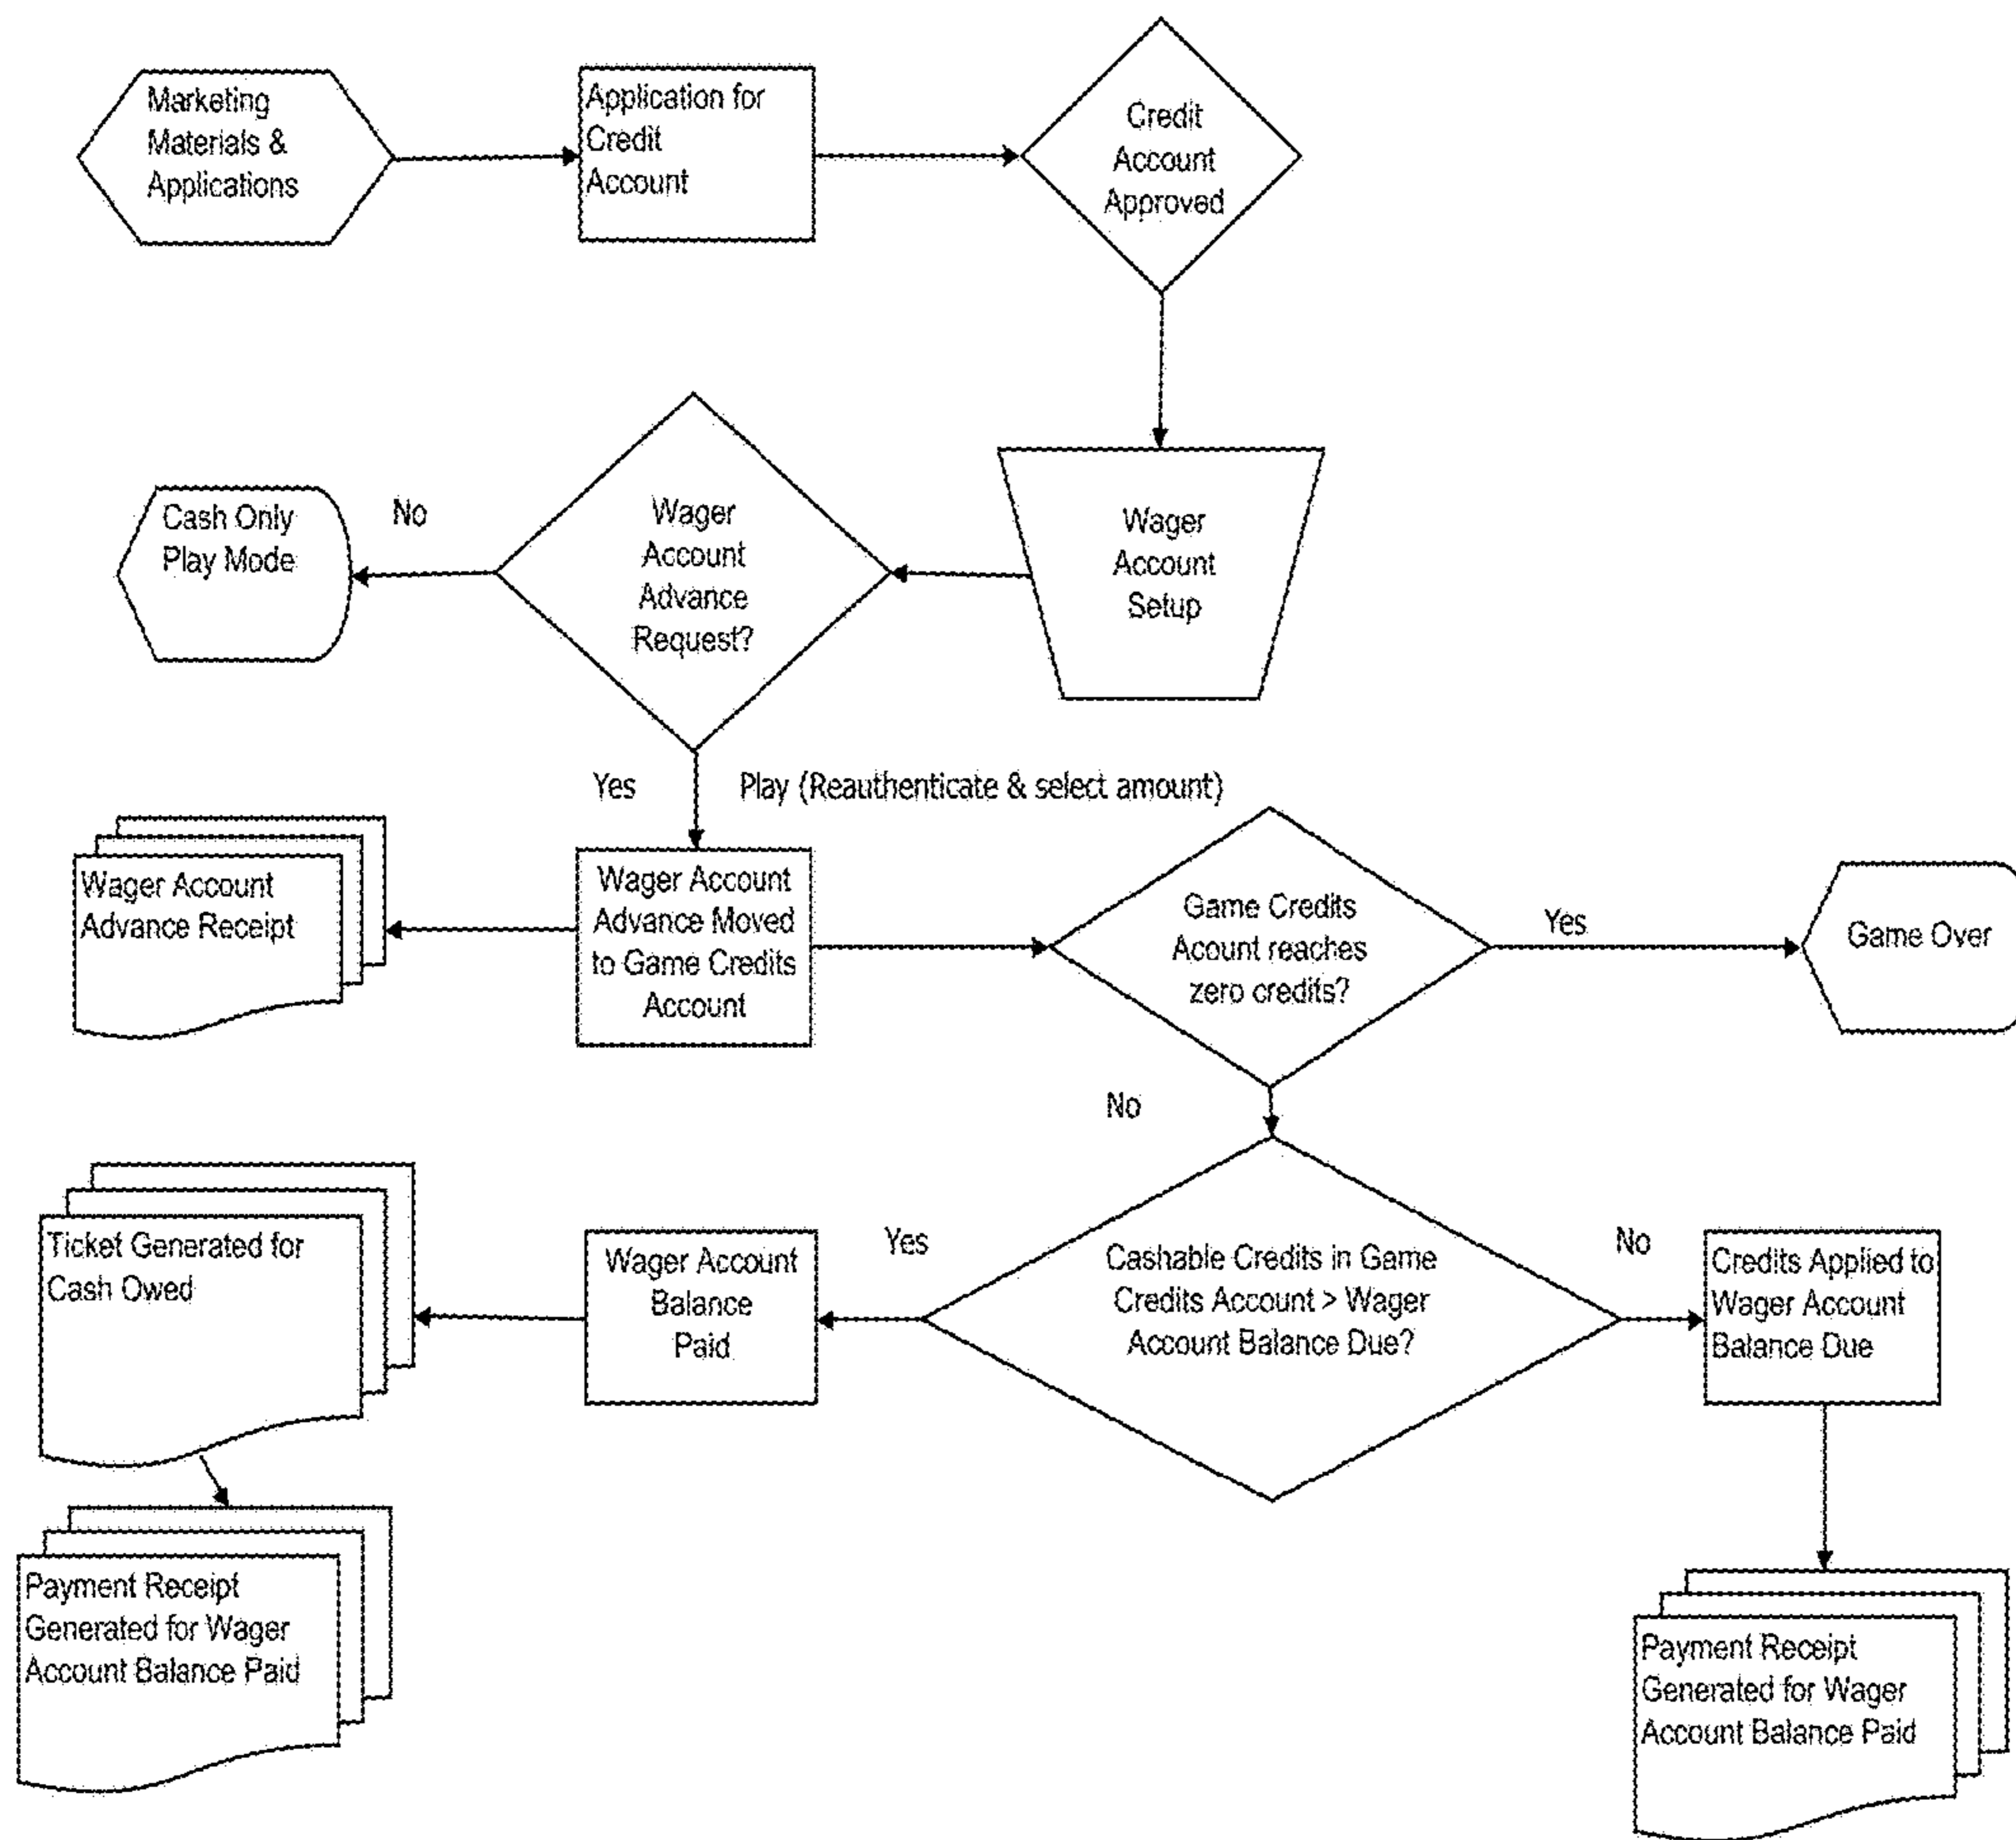 Marketing
Materials &
Applications
Application for
Credit
Account
Credit
Account
Approved
Cash Only
Play Mode
No
Wager
Account
Advance
Request?
Wager
Account
Setup
Yes
Play (Reauthenticate & select amount)
Wager Account
Advance Receipt
Wager Account
Advance Moved
to Game Credits
Account
Game Credits
Acount reaches
zero credits?
Yes
Game Over
No
Ticket Generated for
Cash Owed
Wager Account
Balance
Paid
Yes
Cashable Credits in Game
Credits Account > Wager
Account Balance Due?
No
Credits Applied to
Wager Account
Balance Due
Payment Receipt
Generated for Wager
Account Balance Paid
Payment Receipt
Generated for Wager
Account Balance Paid